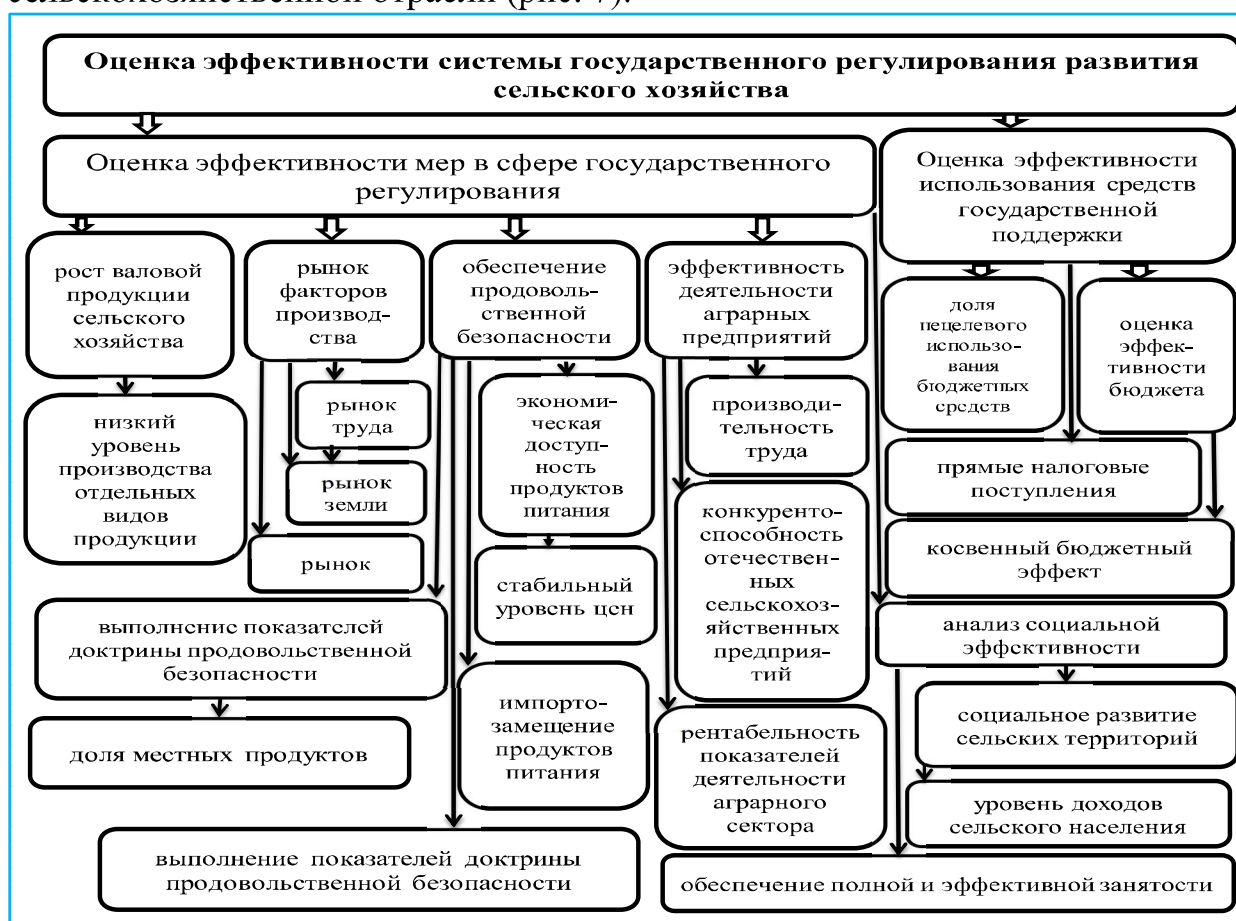 сельскохозяйственной отрасли (рис. 7).
Оценка эффективности системы государственного регулирования развития
сельского хозяйства
Оценка эффективности мер в сфере государственного
регулирования
Оценка эффективности
использования средств
государственной
поддержки
рост валовой
продукции
сельского
хозяйства
рынок
факторов
производ-
ства
обеспечение
продоволь-
ственной
безопасности
эффективность
деятельности
аграрных
предприятий
доля
пецелевого
использо-
вания
бюджетных
средств
оценка
эффек-
тивности
бюджета
низкий
уровень
производства
отдельных
видов
продукции
рынок
труда
рынок
земли
рынок
экономи-
ческая
доступ-
ность
продуктов
питания
стабильный
уровень цен
производи-
тельность
труда
конкуренто-
способность
отечествен-
ных
сельскохоз-
яйственных
предприя-
тий
прямые налоговые
поступления
косвенный бюджетный
эффект
выполнение показателей
доктрины продовольственной
безопасности
анализ социальной
эффективности
доля местных продуктов
импорто-
замещение
продуктов
питания
рентабельность
показателей
деятельности
аграрного
сектора
социальное развитие
сельских территорий
уровень доходов
сельского населения
выполнение показателей доктрины
продовольственной безопасности
обеспечение полной и эффективной занятости